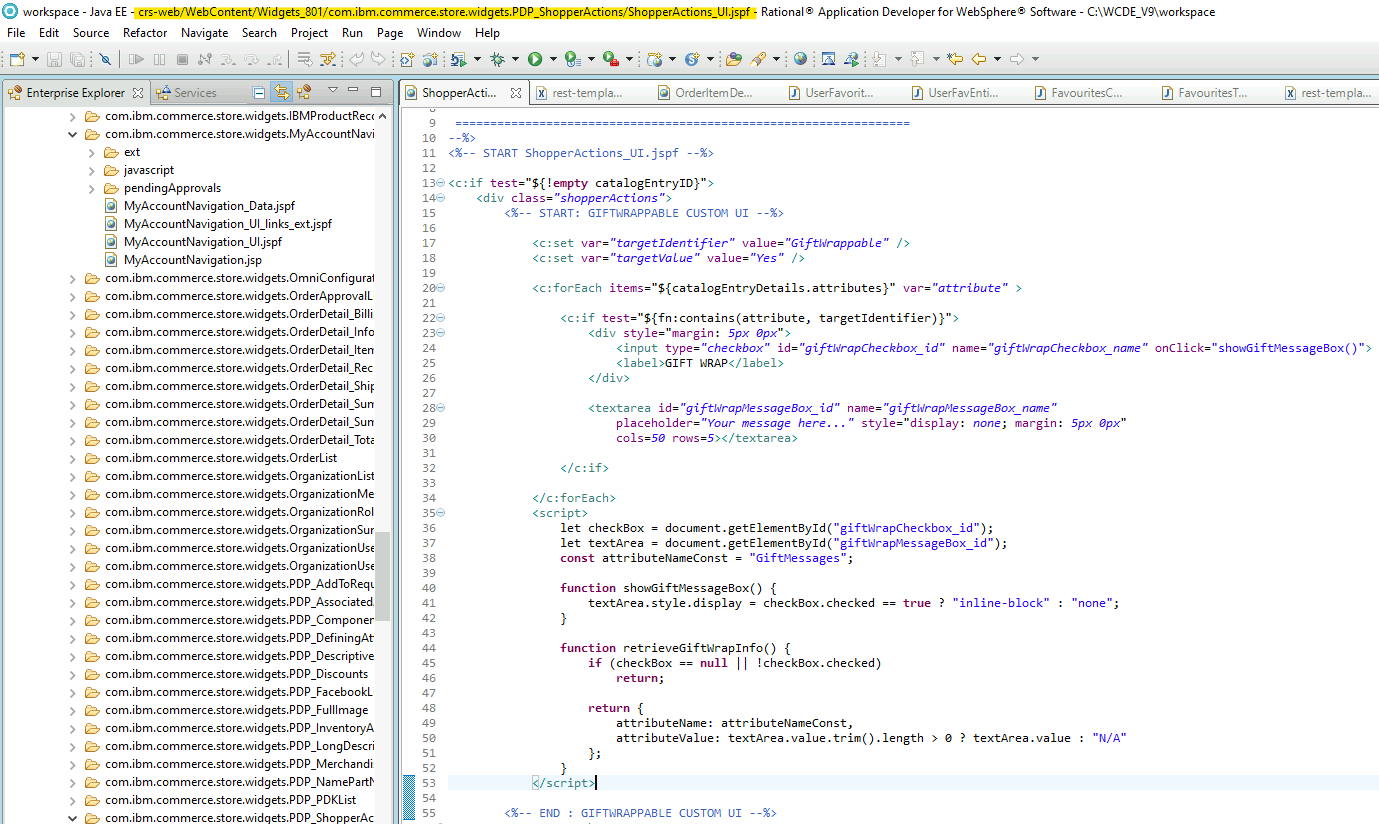 workspace - Java EE - crs-web/WebContent/Widgets_801/com.ibm.commerce.store.widgets.PDP_ShopperActions/ShopperActions_UI.jspf - Rational® Application Developer for WebSphere® Software - C:\WCDE_V9\workspace
File Edit Source Refactor Navigate Search Project Run Page Window Help
Enterprise Explorer Services
com.ibm.commerce.store.widgets.IBMProductRec
com.ibm.commerce.store.widgets.MyAccountNavi
ext
javascript
pendingApprovals
MyAccountNavigation_Data.jspf
MyAccountNavigation_UI_links_ext.jspf
MyAccountNavigation_UI.jspf
MyAccountNavigation.jsp
com.ibm.commerce.store.widgets.OmniConfigurat
com.ibm.commerce.store.widgets.OrderApprovalL
com.ibm.commerce.store.widgets.OrderDetail_Billi
com.ibm.commerce.store.widgets.OrderDetail_Info
com.ibm.commerce.store.widgets.OrderDetail_Item
com.ibm.commerce.store.widgets.OrderDetail_Rec
com.ibm.commerce.store.widgets.OrderDetail_Ship
com.ibm.commerce.store.widgets.OrderDetail_Sum
com.ibm.commerce.store.widgets.OrderDetail_Sum
com.ibm.commerce.store.widgets.OrderDetail_Tota
com.ibm.commerce.store.widgets.OrderList
com.ibm.commerce.store.widgets.OrganizationList
com.ibm.commerce.store.widgets.OrganizationMe
com.ibm.commerce.store.widgets.OrganizationRol
com.ibm.commerce.store.widgets.OrganizationSur
com.ibm.commerce.store.widgets.OrganizationUse
com.ibm.commerce.store.widgets.OrganizationUse
com.ibm.commerce.store.widgets.PDP_AddToRequ
com.ibm.commerce.store.widgets.PDP_Associated
com.ibm.commerce.store.widgets.PDP_Componen
com.ibm.commerce.store.widgets.PDP_DefiningAt
com.ibm.commerce.store.widgets.PDP_Descriptive
com.ibm.commerce.store.widgets.PDP_Discounts
com.ibm.commerce.store.widgets.PDP_FacebookL
com.ibm.commerce.store.widgets.PDP_FullImage
com.ibm.commerce.store.widgets.PDP_InventoryA
com.ibm.commerce.store.widgets.PDP_LongDescri
com.ibm.commerce.store.widgets.PDP_Merchandi
com.ibm.commerce.store.widgets.PDP_NamePartN
com.ibm.commerce.store.widgets.PDP_PDKList
com.ibm.commerce.store.widgets.PDP_ShopperAc
ShopperActi... rest-templa... OrderItemDe... UserFavorit... UserFavEnti... FavouritesC... FavouritesT... rest-templa...
9 =================================================================
10 --%>
11 <%-- START ShopperActions_UI.jspf --%>
12
13 <c:if test="${!empty catalogEntryID}">
14 <div class="shopperActions">
15 <%-- START: GIFTWRAPPABLE CUSTOM UI --%>
16
17 <c:set var="targetIdentifier" value="GiftWrappable" />
18 <c:set var="targetValue" value="Yes" />
19
20 <c:forEach items="${catalogEntryDetails.attributes}" var="attribute" >
21
22 <c:if test="${fn:contains(attribute, targetIdentifier)}">
23 <div style="margin: 5px 0px">
24 <input type="checkbox" id="giftWrapCheckbox_id" name="giftWrapCheckbox_name" onClick="showGiftMessageBox()">
25 <label>GIFT WRAP</label>
26 </div>
27
28 <textarea id="giftWrapMessageBox_id" name="giftWrapMessageBox_name"
29 placeholder="Your message here..." style="display: none; margin: 5px 0px"
30 cols=50 rows=5></textarea>
31
32 </c:if>
33
34 </c:forEach>
35 <script>
36 let checkBox = document.getElementById("giftWrapCheckbox_id");
37 let textArea = document.getElementById("giftWrapMessageBox_id");
38 const attributeNameConst = "GiftMessages";
39
40 function showGiftMessageBox() {
41 textArea.style.display = checkBox.checked == true ? "inline-block" : "none";
42 }
43
44 function retrieveGiftWrapInfo() {
45 if (checkBox == null || !checkBox.checked)
46 return;
47
48 return {
49 attributeName: attributeNameConst,
50 attributeValue: textArea.value.trim().length > 0 ? textArea.value : "N/A"
51 };
52 }
53 </script>
54
55 <%-- END : GIFTWRAPPABLE CUSTOM UI --%>